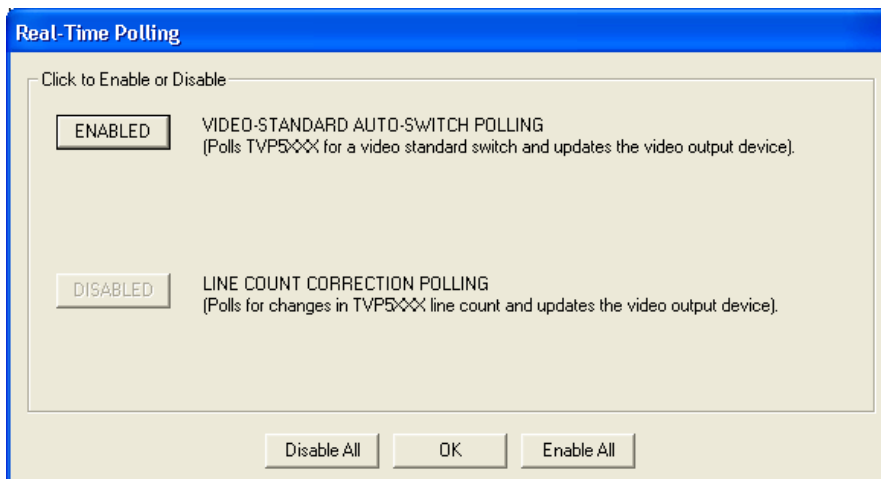 Real-Time Polling
Click to Enable or Disable
ENABLED
VIDEO-STANDARD AUTO-SWITCH POLLING
(Polls TVP5XXX for a video standard switch and updates the video output device).
DISABLED
LINE COUNT CORRECTION POLLING
(Polls for changes in TVP5XXX line count and updates the video output device).
Disable All
OK
Enable All